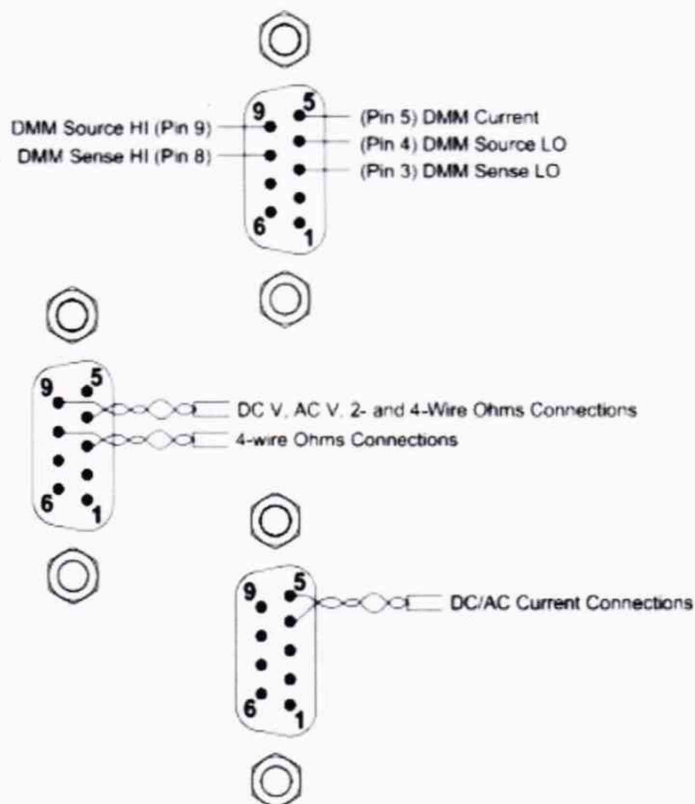 9 5
DMM Source HI (Pin 9)
(Pin 5) DMM Current
(Pin 4) DMM Source LO
DMM Sense HI (Pin 8)
(Pin 3) DMM Sense LO
6 1
9 5
DC V, AC V, 2- and 4-Wire Ohms Connections
4-wire Ohms Connections
6 1
9 5
DC/AC Current Connections
6 1